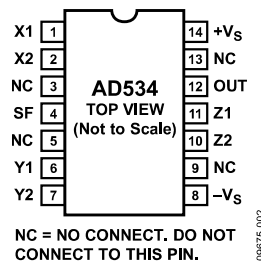 X1 1
X2 2
NC 3
SF 4
NC 5
Y1 6
Y2 7
AD534
TOP VIEW
(Not to Scale)
14 +VS
13 NC
12 OUT
11 Z1
10 Z2
9 NC
8 –VS
NC = NO CONNECT. DO NOT
CONNECT TO THIS PIN.
09675-002